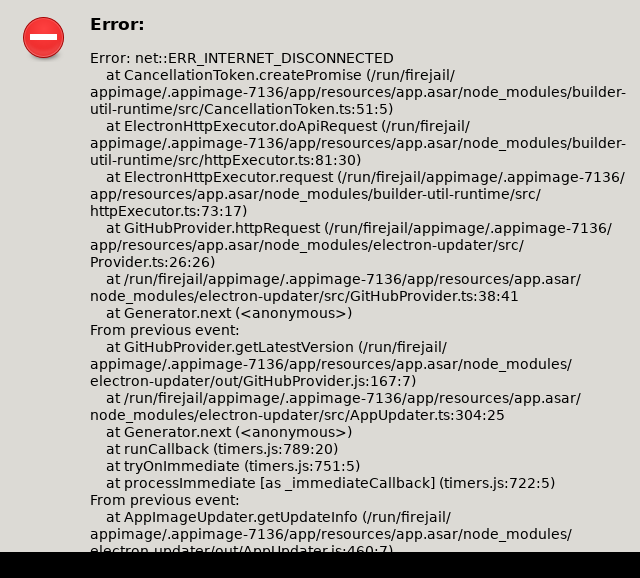 Error:
Error: net::ERR_INTERNET_DISCONNECTED
at CancellationToken.createPromise (/run/firejail/
appimage/.appimage-7136/app/resources/app.asar/node_modules/builder-
util-runtime/src/CancellationToken.ts:51:5)
at ElectronHttpExecutor.doApiRequest (/run/firejail/
appimage/.appimage-7136/app/resources/app.asar/node_modules/builder-
util-runtime/src/httpExecutor.ts:81:30)
at ElectronHttpExecutor.request (/run/firejail/appimage/.appimage-7136/
app/resources/app.asar/node_modules/builder-util-runtime/src/
httpExecutor.ts:73:17)
at GitHubProvider.httpRequest (/run/firejail/appimage/.appimage-7136/
app/resources/app.asar/node_modules/electron-updater/src/
Provider.ts:26:26)
at /run/firejail/appimage/.appimage-7136/app/resources/app.asar/
node_modules/electron-updater/src/GitHubProvider.ts:38:41
at Generator.next (<anonymous>)
From previous event:
at GitHubProvider.getLatestVersion (/run/firejail/
appimage/.appimage-7136/app/resources/app.asar/node_modules/
electron-updater/out/GitHubProvider.js:167:7)
at /run/firejail/appimage/.appimage-7136/app/resources/app.asar/
node_modules/electron-updater/src/AppUpdater.ts:304:25
at Generator.next (<anonymous>)
at runCallback (timers.js:789:20)
at tryOnImmediate (timers.js:751:5)
at processImmediate [as _immediateCallback] (timers.js:722:5)
From previous event:
at AppImageUpdater.getUpdateInfo (/run/firejail/
appimage/.appimage-7136/app/resources/app.asar/node_modules/
electron-updater/out/AppUpdater.js:460:7)